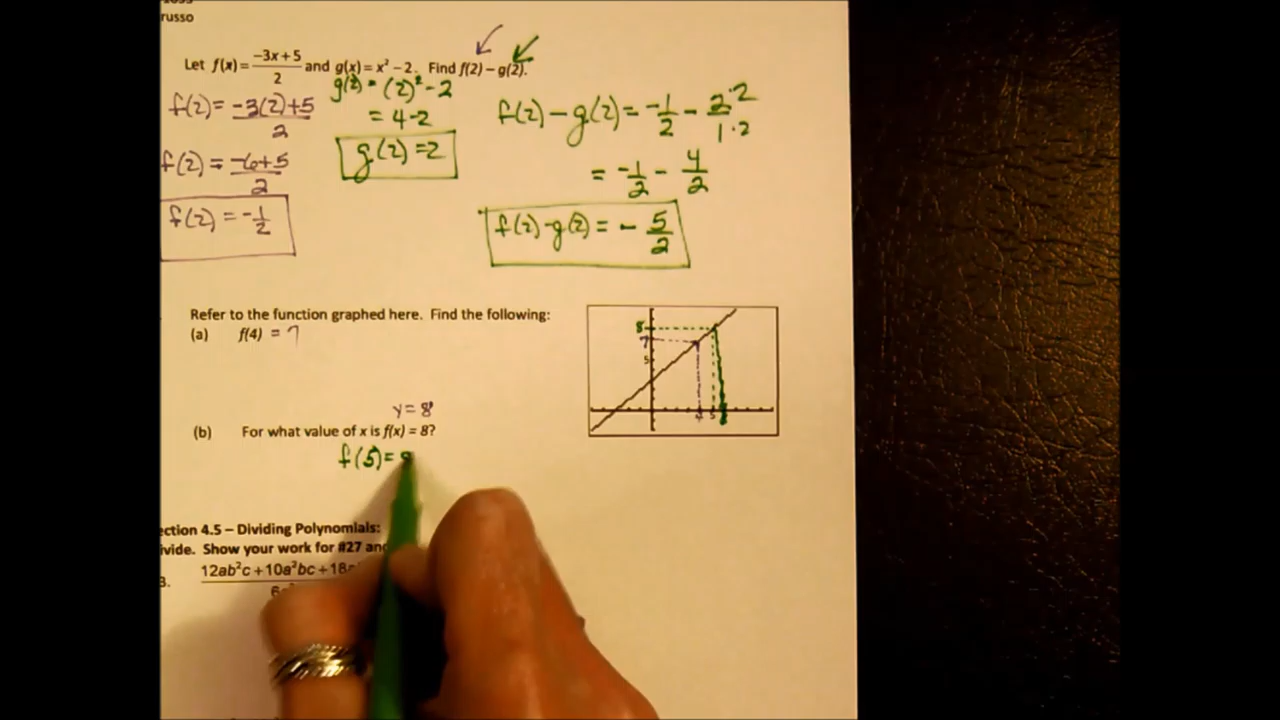 russo
Let f(x) = (-3x + 5)/2 and g(x) = x² - 2. Find f(2) - g(2).
f(2) = (-3(2)+5)/2
f(2) = (-6+5)/2
f(2) = -1/2
g(2) = (2)² - 2
= 4-2
g(2) = 2
f(2) - g(2) = -1/2 - 2·2/1·2
= -1/2 - 4/2
f(2) - g(2) = - 5/2
Refer to the function graphed here. Find the following:
(a) f(4) = 7
8
7
5
4 5
y = 8
(b) For what value of x is f(x) = 8?
f(5) = 8
ection 4.5 – Dividing Polynomials:
ivide. Show your work for #27 and
3. 12ab²c + 10a²bc + 18
6